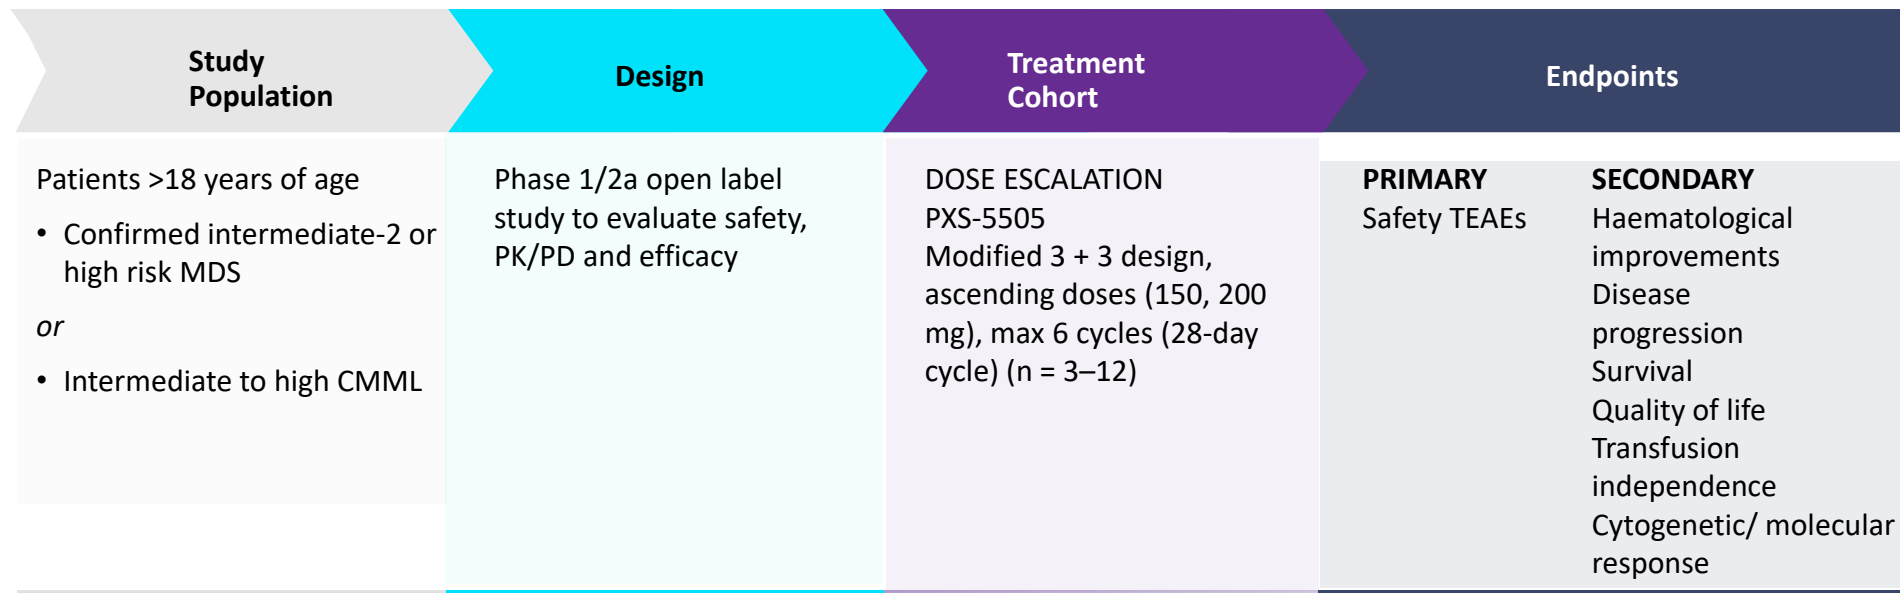 Study
Population
Design
Treatment
Cohort
Endpoints
Patients >18 years of age
• Confirmed intermediate-2 or
high risk MDS
or
• Intermediate to high CMML
Phase 1/2a open label
study to evaluate safety,
PK/PD and efficacy
DOSE ESCALATION
PXS-5505
Modified 3 + 3 design,
ascending doses (150, 200
mg), max 6 cycles (28-day
cycle) (n = 3–12)
PRIMARY
Safety TEAEs
SECONDARY
Haematological
improvements
Disease
progression
Survival
Quality of life
Transfusion
independence
Cytogenetic/ molecular
response